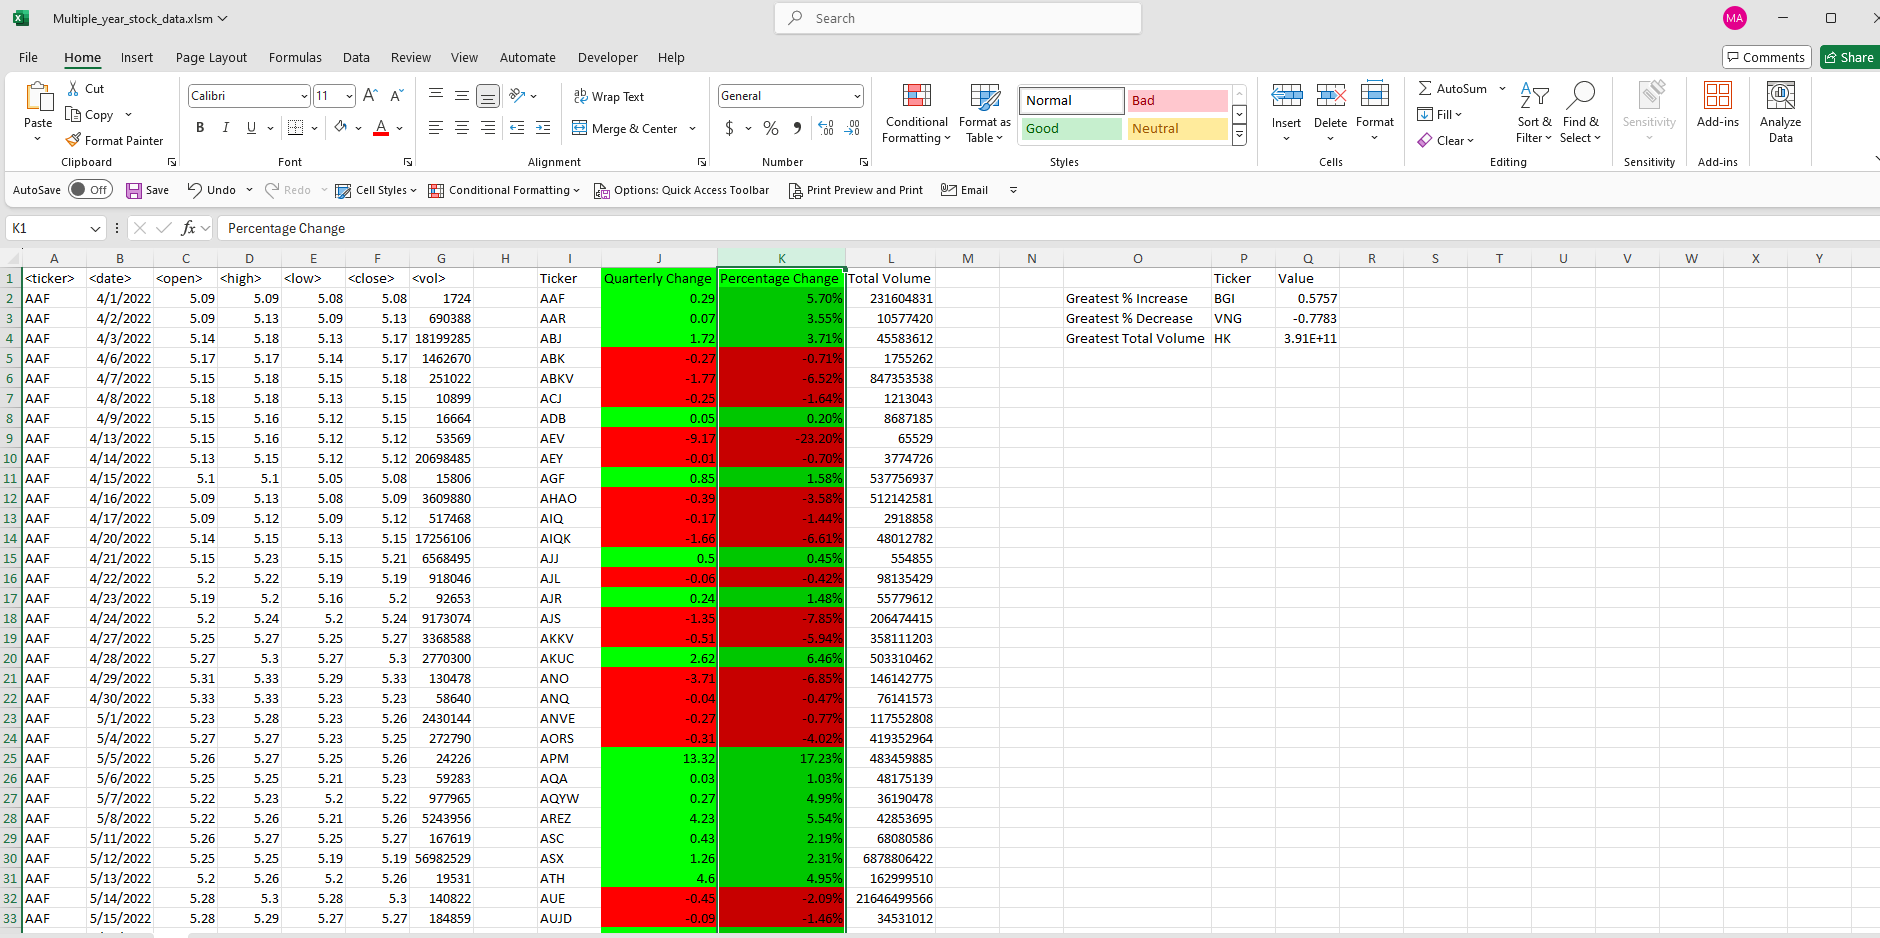 Multiple_year_stock_data.xlsm
Search
MA
File Home Insert Page Layout Formulas Data Review View Automate Developer Help
Comments Share
Paste Cut Copy Format Painter Clipboard
Calibri 11 B I U A A A Font
Wrap Text Merge & Center Alignment
General $ % 9 Number
Conditional Formatting Format as Table Normal Bad Good Neutral Styles
Insert Delete Format Cells
AutoSum Fill Clear Sort & Filter Find & Select Editing
Sensitivity Sensitivity
Add-ins Add-ins
Analyze Data
AutoSave Off Save Undo Redo Cell Styles Conditional Formatting Options: Quick Access Toolbar Print Preview and Print Email
K1 fx Percentage Change
A B C D E F G H I J K L M N O P Q R S T U V W X Y
1 <ticker> <date> <open> <high> <low> <close> <vol> Ticker Quarterly Change Percentage Change Total Volume Ticker Value
2 AAF 4/1/2022 5.09 5.09 5.08 5.08 1724 AAF 0.29 5.70% 231604831 Greatest % Increase BGI 0.5757
3 AAF 4/2/2022 5.09 5.13 5.09 5.13 690388 AAR 0.07 3.55% 10577420 Greatest % Decrease VNG -0.7783
4 AAF 4/3/2022 5.14 5.18 5.13 5.17 18199285 ABJ 1.72 3.71% 45583612 Greatest Total Volume HK 3.91E+11
5 AAF 4/6/2022 5.17 5.17 5.14 5.17 1462670 ABK -0.27 -0.71% 1755262
6 AAF 4/7/2022 5.15 5.18 5.15 5.18 251022 ABKV -1.77 -6.52% 847353538
7 AAF 4/8/2022 5.18 5.18 5.13 5.15 10899 ACJ -0.25 -1.64% 1213043
8 AAF 4/9/2022 5.15 5.16 5.12 5.15 16664 ADB 0.05 0.20% 8687185
9 AAF 4/13/2022 5.15 5.16 5.12 5.12 53569 AEV -9.17 -23.20% 65529
10 AAF 4/14/2022 5.13 5.15 5.12 5.12 20698485 AEY -0.01 -0.70% 3774726
11 AAF 4/15/2022 5.1 5.1 5.05 5.08 15806 AGF 0.85 1.58% 537756937
12 AAF 4/16/2022 5.09 5.13 5.08 5.09 3609880 AHAO -0.39 -3.58% 512142581
13 AAF 4/17/2022 5.09 5.12 5.09 5.12 517468 AIQ -0.17 -1.44% 2918858
14 AAF 4/20/2022 5.14 5.15 5.13 5.15 17256106 AIQK -1.66 -6.61% 48012782
15 AAF 4/21/2022 5.15 5.23 5.15 5.21 6568495 AJJ 0.5 0.45% 554855
16 AAF 4/22/2022 5.2 5.22 5.19 5.19 918046 AJL -0.06 -0.42% 98135429
17 AAF 4/23/2022 5.19 5.2 5.16 5.2 92653 AJR 0.24 1.48% 55779612
18 AAF 4/24/2022 5.2 5.24 5.2 5.24 9173074 AJS -1.35 -7.85% 206474415
19 AAF 4/27/2022 5.25 5.27 5.25 5.27 3368588 AKKV -0.51 -5.94% 358111203
20 AAF 4/28/2022 5.27 5.3 5.27 5.3 2770300 AKUC 2.62 6.46% 503310462
21 AAF 4/29/2022 5.31 5.33 5.29 5.33 130478 ANO -3.71 -6.85% 146142775
22 AAF 4/30/2022 5.33 5.33 5.23 5.23 58640 ANQ -0.04 -0.47% 76141573
23 AAF 5/1/2022 5.23 5.28 5.23 5.26 2430144 ANVE -0.27 -0.77% 117552808
24 AAF 5/4/2022 5.27 5.27 5.23 5.25 272790 AORS -0.31 -4.02% 419352964
25 AAF 5/5/2022 5.26 5.27 5.25 5.26 24226 APM 13.32 17.23% 483459885
26 AAF 5/6/2022 5.25 5.25 5.21 5.23 59283 AQA 0.03 1.03% 48175139
27 AAF 5/7/2022 5.22 5.23 5.2 5.22 977965 AQYW 0.27 4.99% 36190478
28 AAF 5/8/2022 5.22 5.26 5.21 5.26 5243956 AREZ 4.23 5.54% 42853695
29 AAF 5/11/2022 5.26 5.27 5.25 5.27 167619 ASC 0.43 2.19% 68080586
30 AAF 5/12/2022 5.25 5.25 5.19 5.19 56982529 ASX 1.26 2.31% 6878806422
31 AAF 5/13/2022 5.2 5.26 5.2 5.26 19531 ATH 4.6 4.95% 162999510
32 AAF 5/14/2022 5.28 5.3 5.28 5.3 140822 AUE -0.45 -2.09% 21646499566
33 AAF 5/15/2022 5.28 5.29 5.27 5.27 184859 AUJD -0.09 -1.46% 34531012